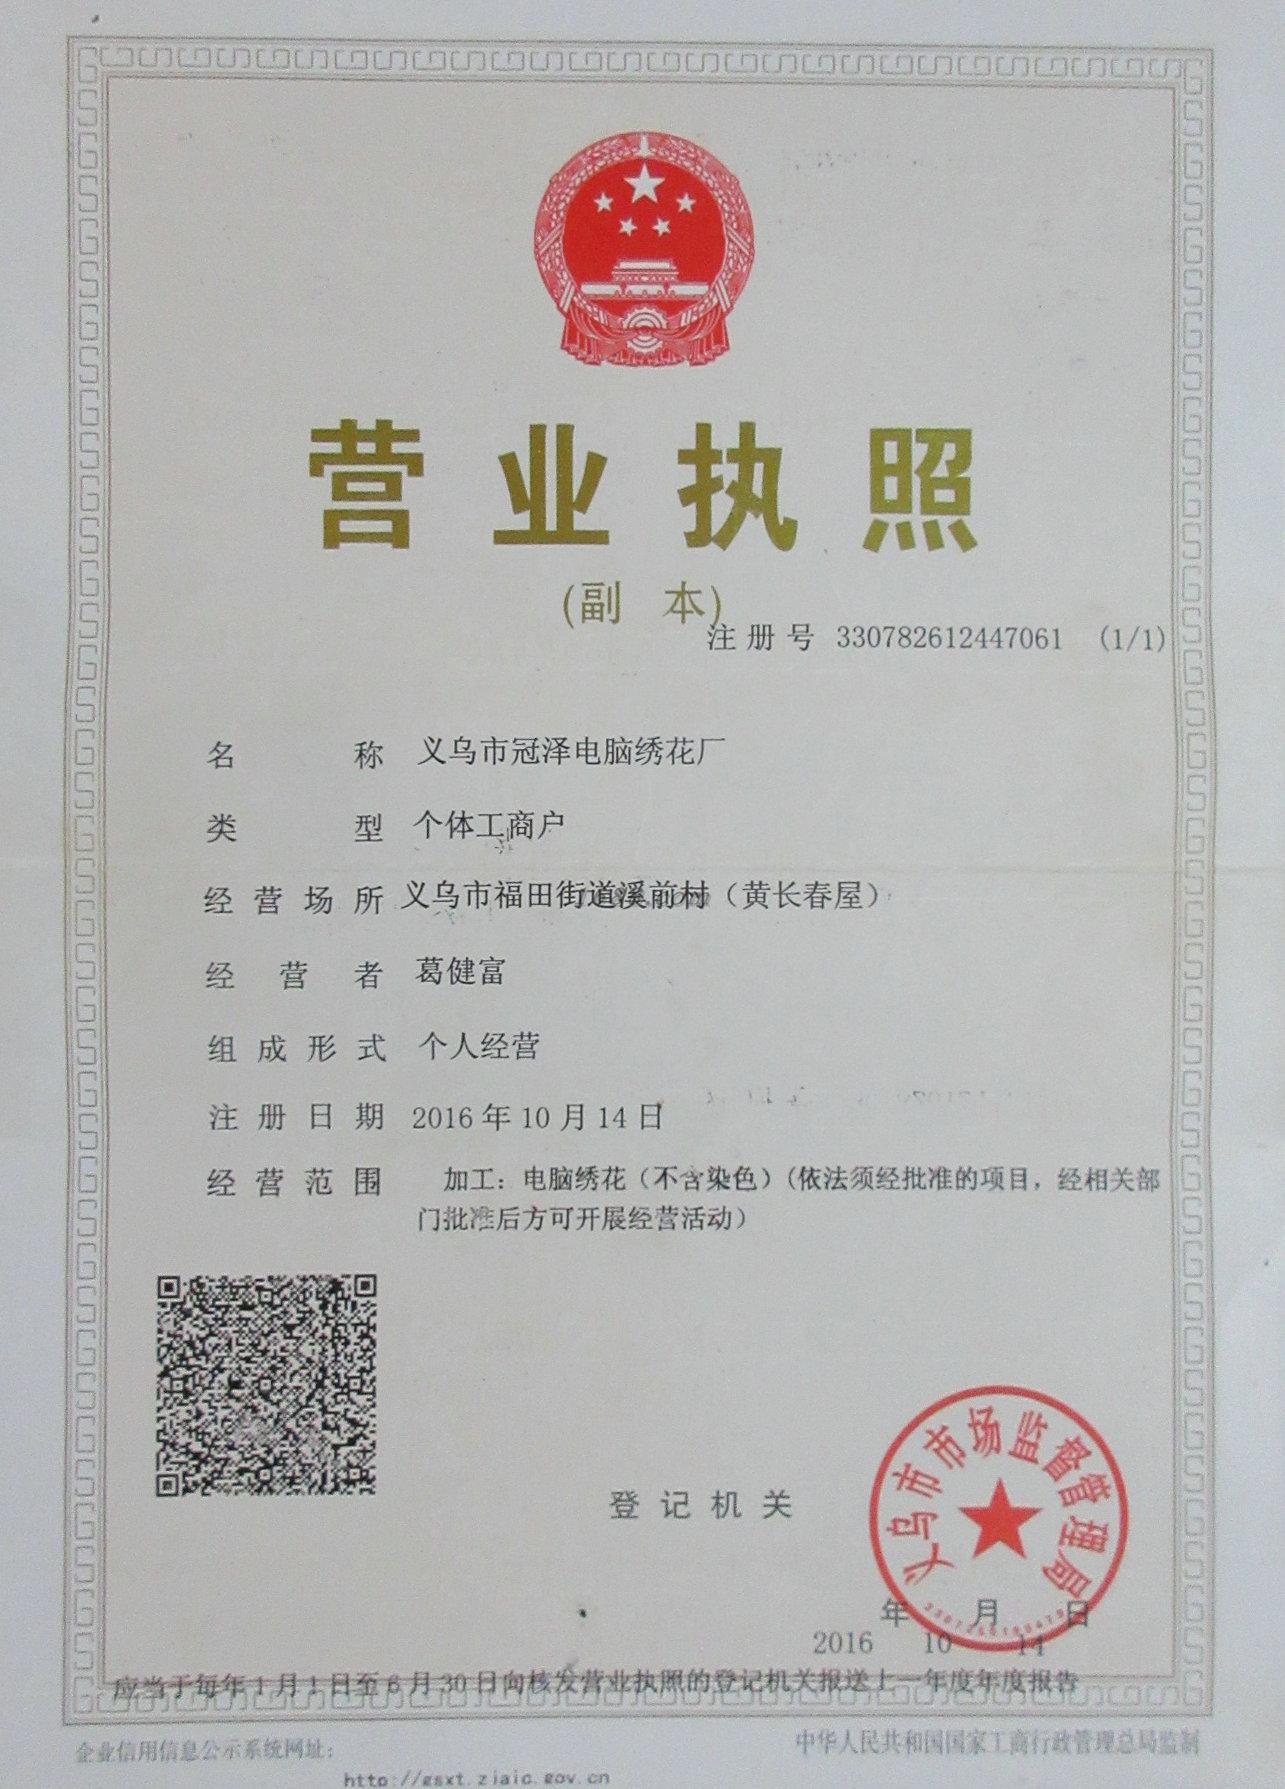 营业执照
(副 本)
注册号 330782612447061 (1/1)
名称 义乌市冠泽电脑绣花厂
类型 个体工商户
经营场所 义乌市福田街道溪前村（黄长春屋）
经营者 葛健富
组成形式 个人经营
注册日期 2016年10月14日
经营范围 加工：电脑绣花（不含染色）(依法须经批准的项目，经相关部
门批准后方可开展经营活动）
登记机关
义乌市市场监督管理局
年 月 日
2016 10 14
应当于每年1月1日至6月30日向核发营业执照的登记机关报送上一年度年度报告
企业信用信息公示系统网址：
中华人民共和国国家工商行政管理总局监制
http://gsxt.zjaic.gov.cn